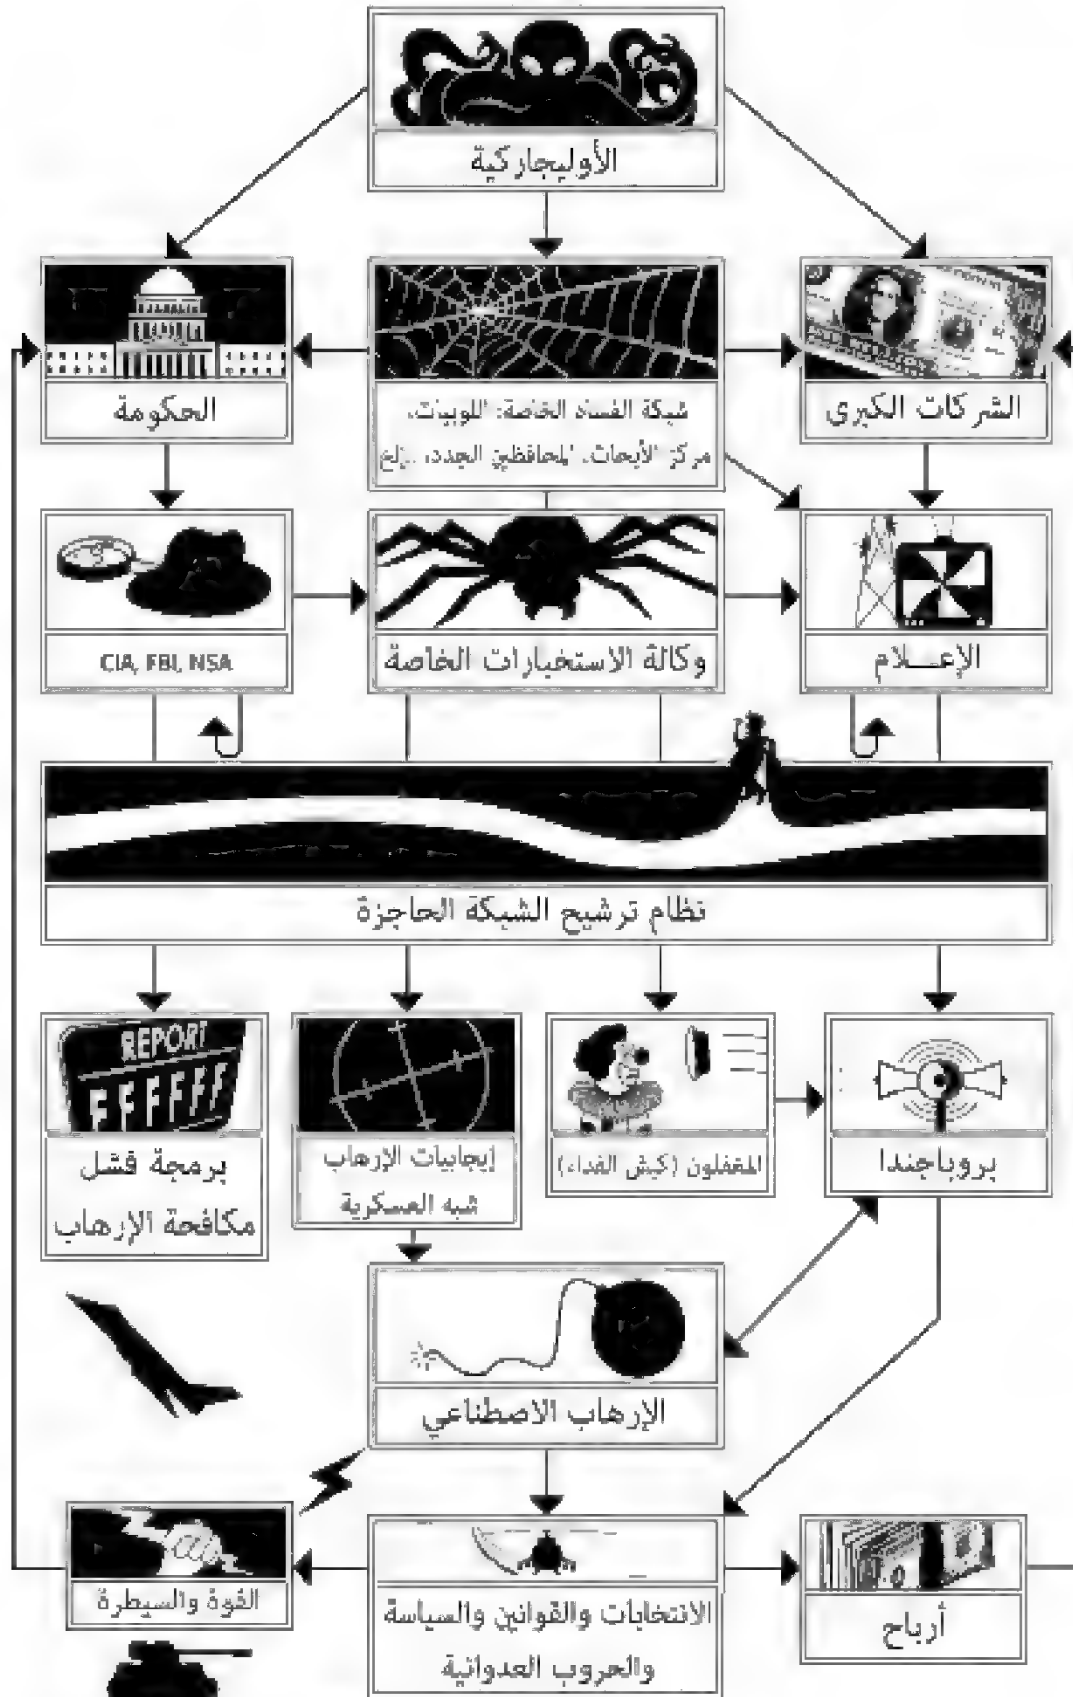 الأوليجاركية
الحكومة
شبكة الفساد الخاصة: اللوبيات،
مركز الأبحاث، المحافظين الجدد، ..إلخ
الشركات الكبرى
CIA, FBI, NSA
وكالة الاستخبارات الخاصة
الإعــلام
نظام ترشيح الشبكة الحاجزة
REPORT
FFFFFF
برمجة فشل
مكافحة الإرهاب
إيجابيات الإرهاب
شبه العسكرية
المغفلون (كبش الفداء)
بروباجندا
الإرهاب الاصطناعي
القوة والسيطرة
الانتخابات والقوانين والسياسة
والحروب العدوانية
أرباح